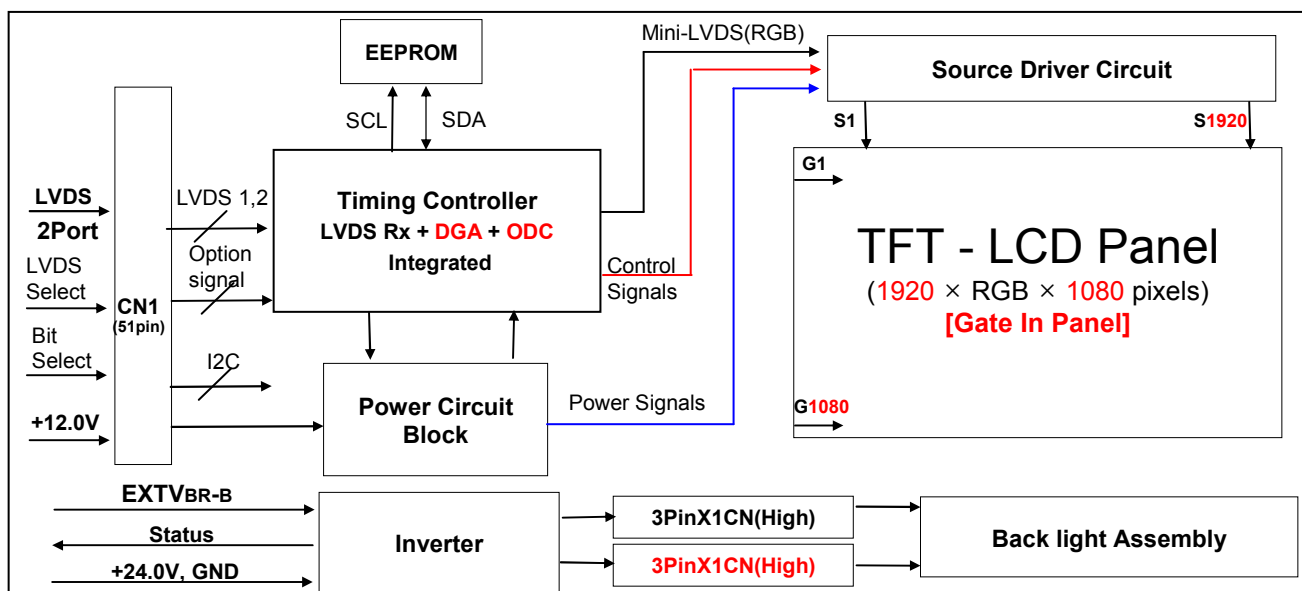 EEPROM
SCL
SDA
Mini-LVDS(RGB)
Source Driver Circuit
S1
S1920
LVDS
2Port
LVDS
Select
Bit
Select
+12.0V
CN1
(51pin)
LVDS 1,2
Option
signal
I2C
Timing Controller
LVDS Rx + DGA + ODC
Integrated
Control
Signals
Power Circuit
Block
Power Signals
G1
TFT - LCD Panel
(1920 × RGB × 1080 pixels)
[Gate In Panel]
G1080
EXTVBR-B
Status
+24.0V, GND
Inverter
3PinX1CN(High)
3PinX1CN(High)
Back light Assembly